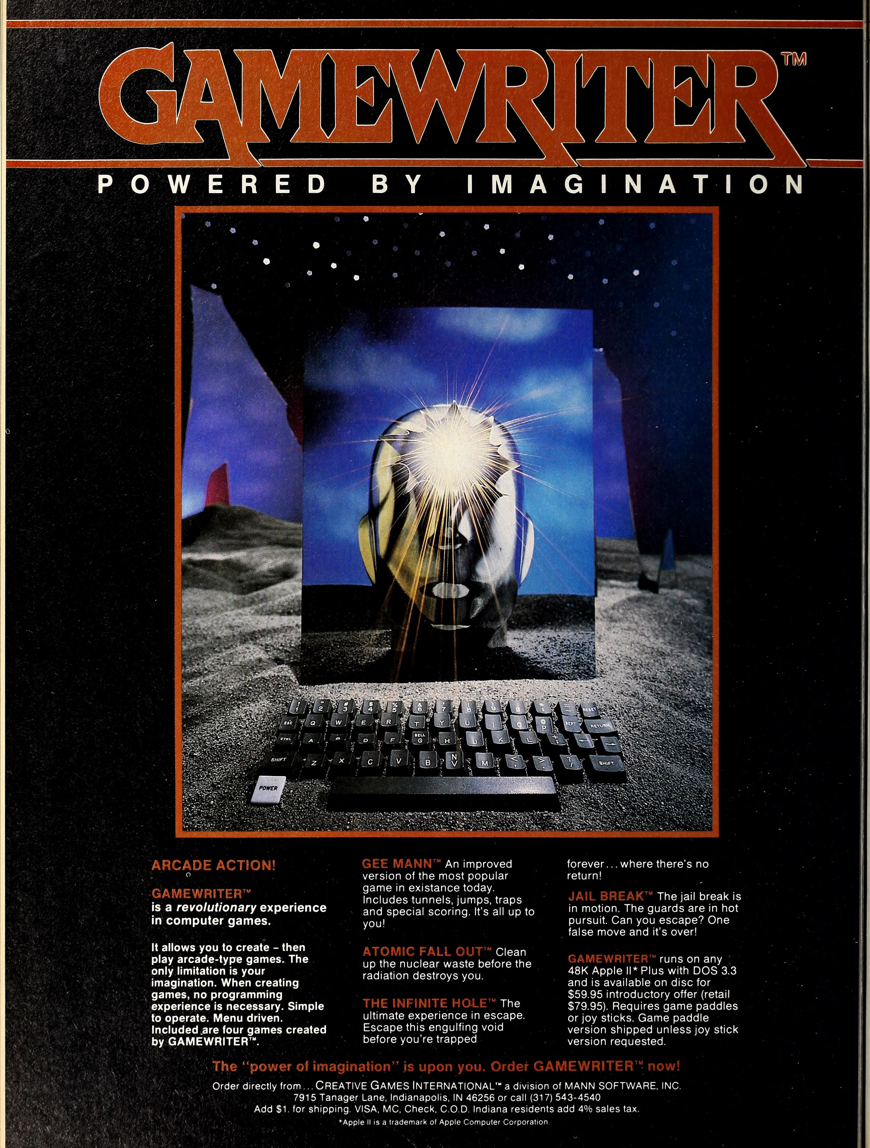 GAMEWRITER™
POWERED BY IMAGINATION
RESET
ESC Q W E R T Y U I O P REPT RETURN
CTRL A S D F BELL G H J K L
SHIFT Z X C V B N M SHIFT
POWER
ARCADE ACTION!
GAMEWRITER™
is a revolutionary experience
in computer games.
It allows you to create – then
play arcade-type games. The
only limitation is your
imagination. When creating
games, no programming
experience is necessary. Simple
to operate. Menu driven.
Included are four games created
by GAMEWRITER™.
GEE MANN™ An improved
version of the most popular
game in existance today.
Includes tunnels, jumps, traps
and special scoring. It's all up to
you!
ATOMIC FALL OUT™ Clean
up the nuclear waste before the
radiation destroys you.
THE INFINITE HOLE™ The
ultimate experience in escape.
Escape this engulfing void
before you're trapped
forever...where there's no
return!
JAIL BREAK™ The jail break is
in motion. The guards are in hot
pursuit. Can you escape? One
false move and it's over!
GAMEWRITER™ runs on any
48K Apple II* Plus with DOS 3.3
and is available on disc for
$59.95 introductory offer (retail
$79.95). Requires game paddles
or joy sticks. Game paddle
version shipped unless joy stick
version requested.
The "power of imagination" is upon you. Order GAMEWRITER™ now!
Order directly from...CREATIVE GAMES INTERNATIONAL™ a division of MANN SOFTWARE, INC.
7915 Tanager Lane, Indianapolis, IN 46256 or call (317) 543-4540
Add $1. for shipping. VISA, MC, Check, C.O.D. Indiana residents add 4% sales tax.
*Apple II is a trademark of Apple Computer Corporation.